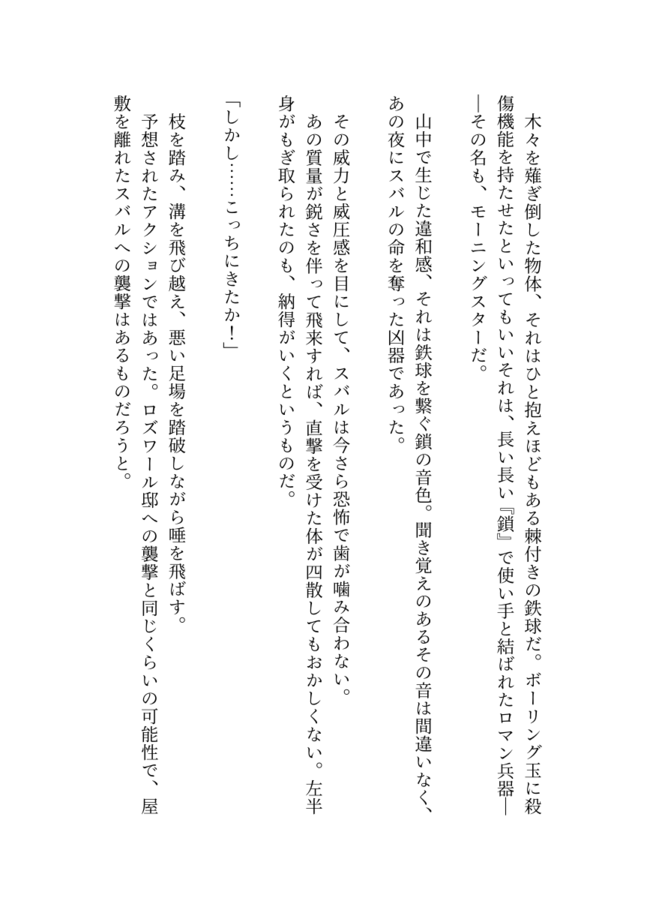 木々を薙ぎ倒した物体、それはひと抱えほどもある棘付きの鉄球だ。ボーリング玉に殺
傷機能を持たせたといってもいいそれは、長い長い『鎖』で使い手と結ばれたロマン兵器―
―その名も、モーニングスターだ。
　山中で生じた違和感、それは鉄球を繋ぐ鎖の音色。聞き覚えのあるその音は間違いなく、
あの夜にスバルの命を奪った凶器であった。
　その威力と威圧感を目にして、スバルは今さら恐怖で歯が噛み合わない。
　あの質量が鋭さを伴って飛来すれば、直撃を受けた体が四散してもおかしくない。左半
身がもぎ取られたのも、納得がいくというものだ。
「しかし……こっちにきたか！」
　枝を踏み、溝を飛び越え、悪い足場を踏破しながら唾を飛ばす。
　予想されたアクションではあった。ロズワール邸への襲撃と同じくらいの可能性で、屋
敷を離れたスバルへの襲撃はあるものだろうと。